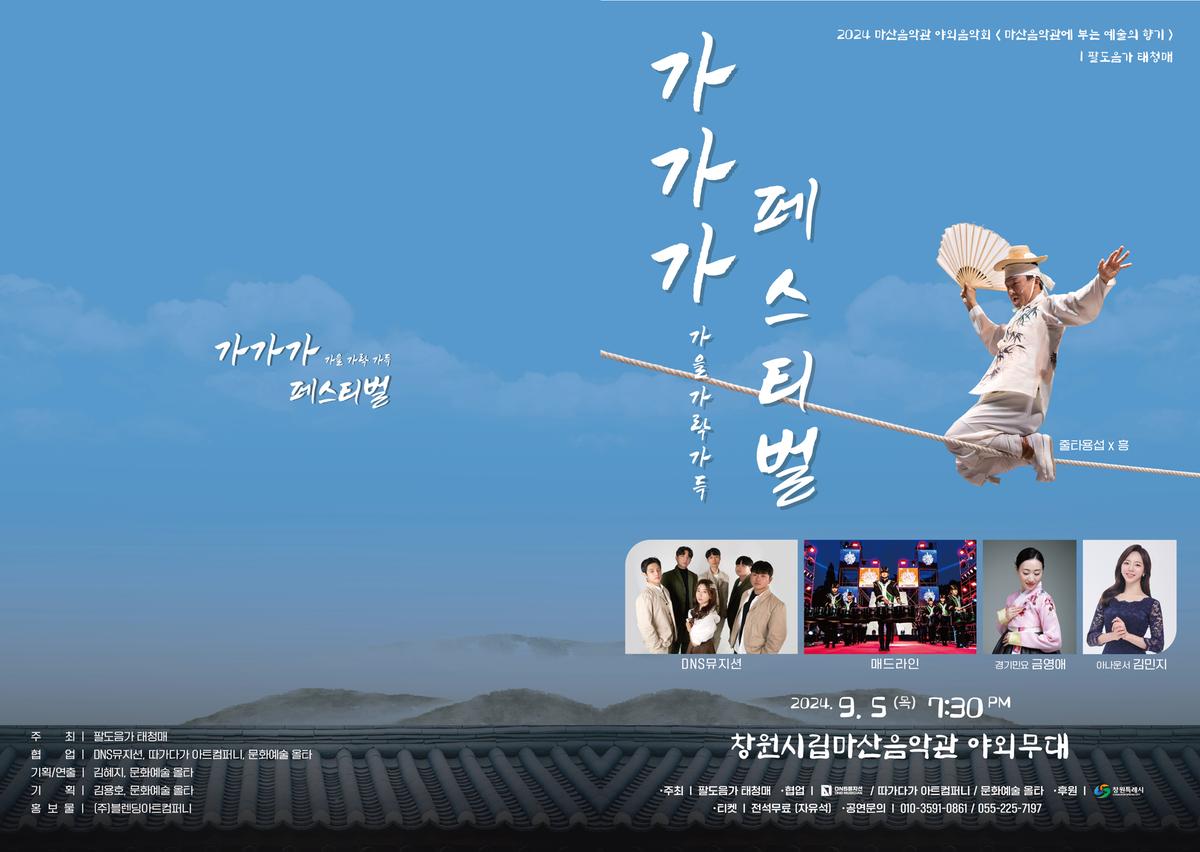 2024 마산음악관 야외음악회 < 마산음악관에 부는 예술의 향기 >
| 팔도음가 태청매
가가가
페스티벌
가을가락가득
줄타용섭 x 흥
가가가 가을 가락 가득
페스티벌
DNS뮤지션
매드라인
경기민요 금영애
아나운서 김민지
2024. 9. 5 (목) 7:30 PM
창원시립마산음악관 야외무대
·주최 | 팔도음가 태청매 ·협업 | DNS뮤지션 / 따가다가 아트컴퍼니 / 문화예술 올타 ·후원 | 창원특례시
·티켓 | 전석무료 (자유석) ·공연문의 | 010-3591-0861 / 055-225-7197
주 최 | 팔도음가 태청매
협 업 | DNS뮤지션, 따가다가 아트컴퍼니, 문화예술 올타
기획/연출 | 김혜지, 문화예술 올타
기 획 | 김용호, 문화예술 올타
홍 보 물 | (주)블렌딩아트컴퍼니